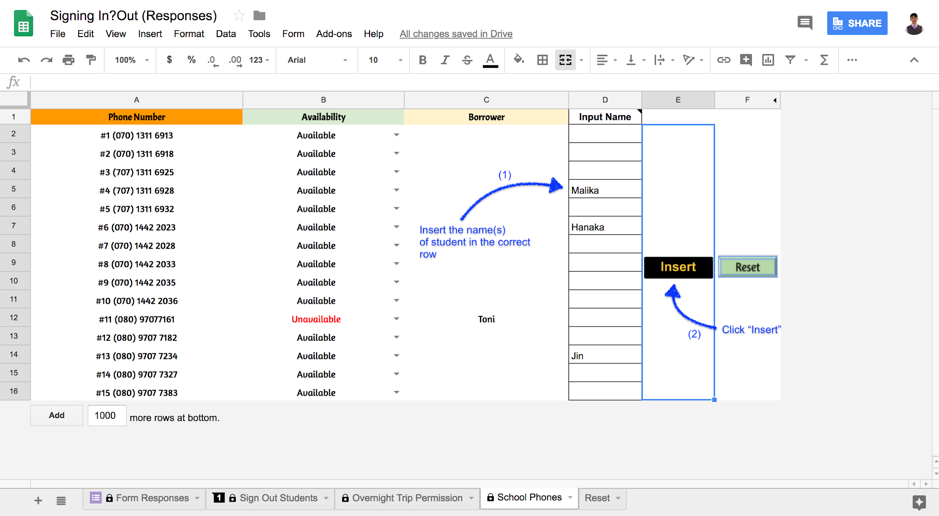 Signing In?Out (Responses)
File Edit View Insert Format Data Tools Form Add-ons Help All changes saved in Drive
SHARE
100% $ % .0 .00 123 Arial 10 B I S A
fx
A B C D E F
1 Phone Number Availability Borrower Input Name
2 #1 (070) 1311 6913 Available
3 #2 (070) 1311 6918 Available
4 #3 (707) 1311 6925 Available
5 #4 (707) 1311 6928 Available Malika
6 #5 (707) 1311 6932 Available
7 #6 (070) 1442 2023 Available Hanaka
8 #7 (070) 1442 2028 Available
9 #8 (070) 1442 2033 Available
10 #9 (070) 1442 2035 Available
11 #10 (070) 1442 2036 Available
12 #11 (080) 97077161 Unavailable Toni
13 #12 (080) 9707 7182 Available
14 #13 (080) 9707 7234 Available Jin
15 #14 (080) 9707 7327 Available
16 #15 (080) 9707 7383 Available
(1)
Insert the name(s)
of student in the correct
row
Insert Reset
(2) Click “Insert”
Add 1000 more rows at bottom.
Form Responses 1 Sign Out Students Overnight Trip Permission School Phones Reset